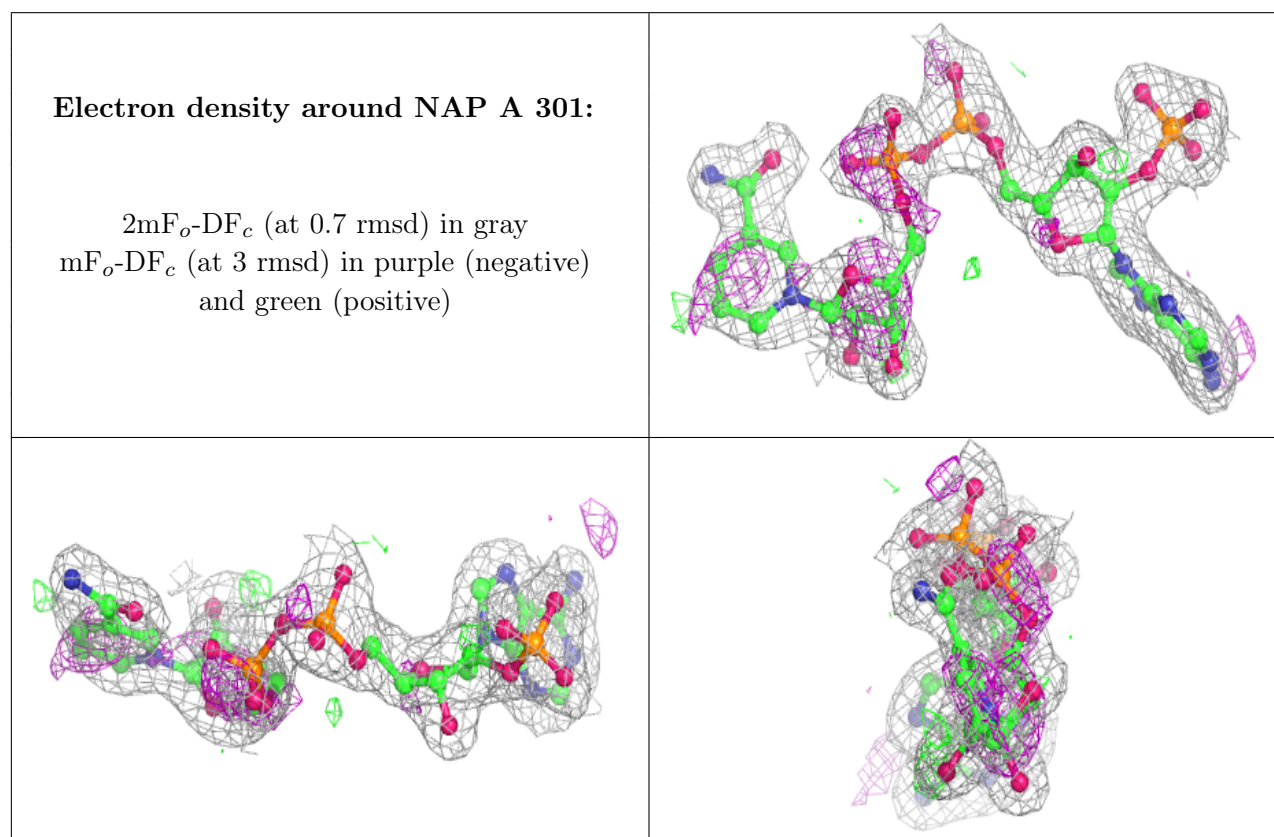 Electron density around NAP A 301:
2mFo-DFc (at 0.7 rmsd) in gray
mFo-DFc (at 3 rmsd) in purple (negative)
and green (positive)